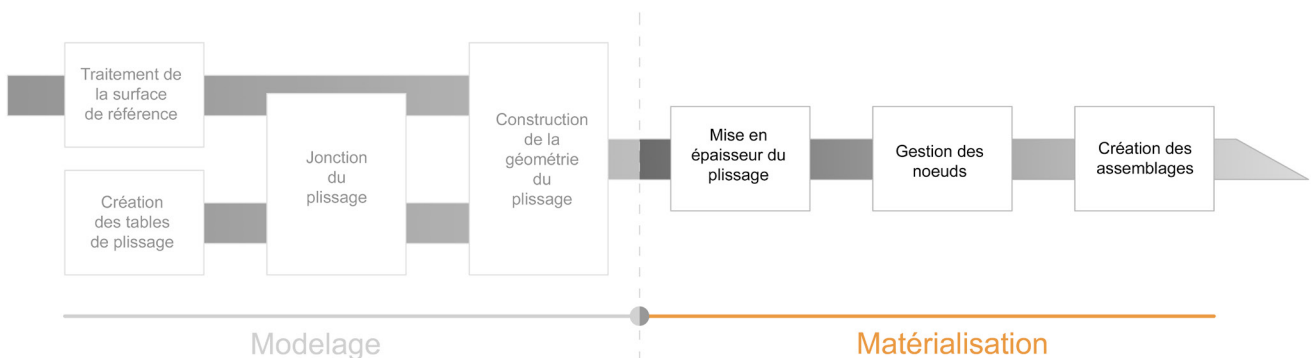 Traitement de
la surface
de référence
Création
des tables
de plissage
Jonction
du
plissage
Construction
de la
géométrie
du
plissage
Mise en
épaisseur du
plissage
Gestion des
noeuds
Création des
assemblages
Modelage
Matérialisation